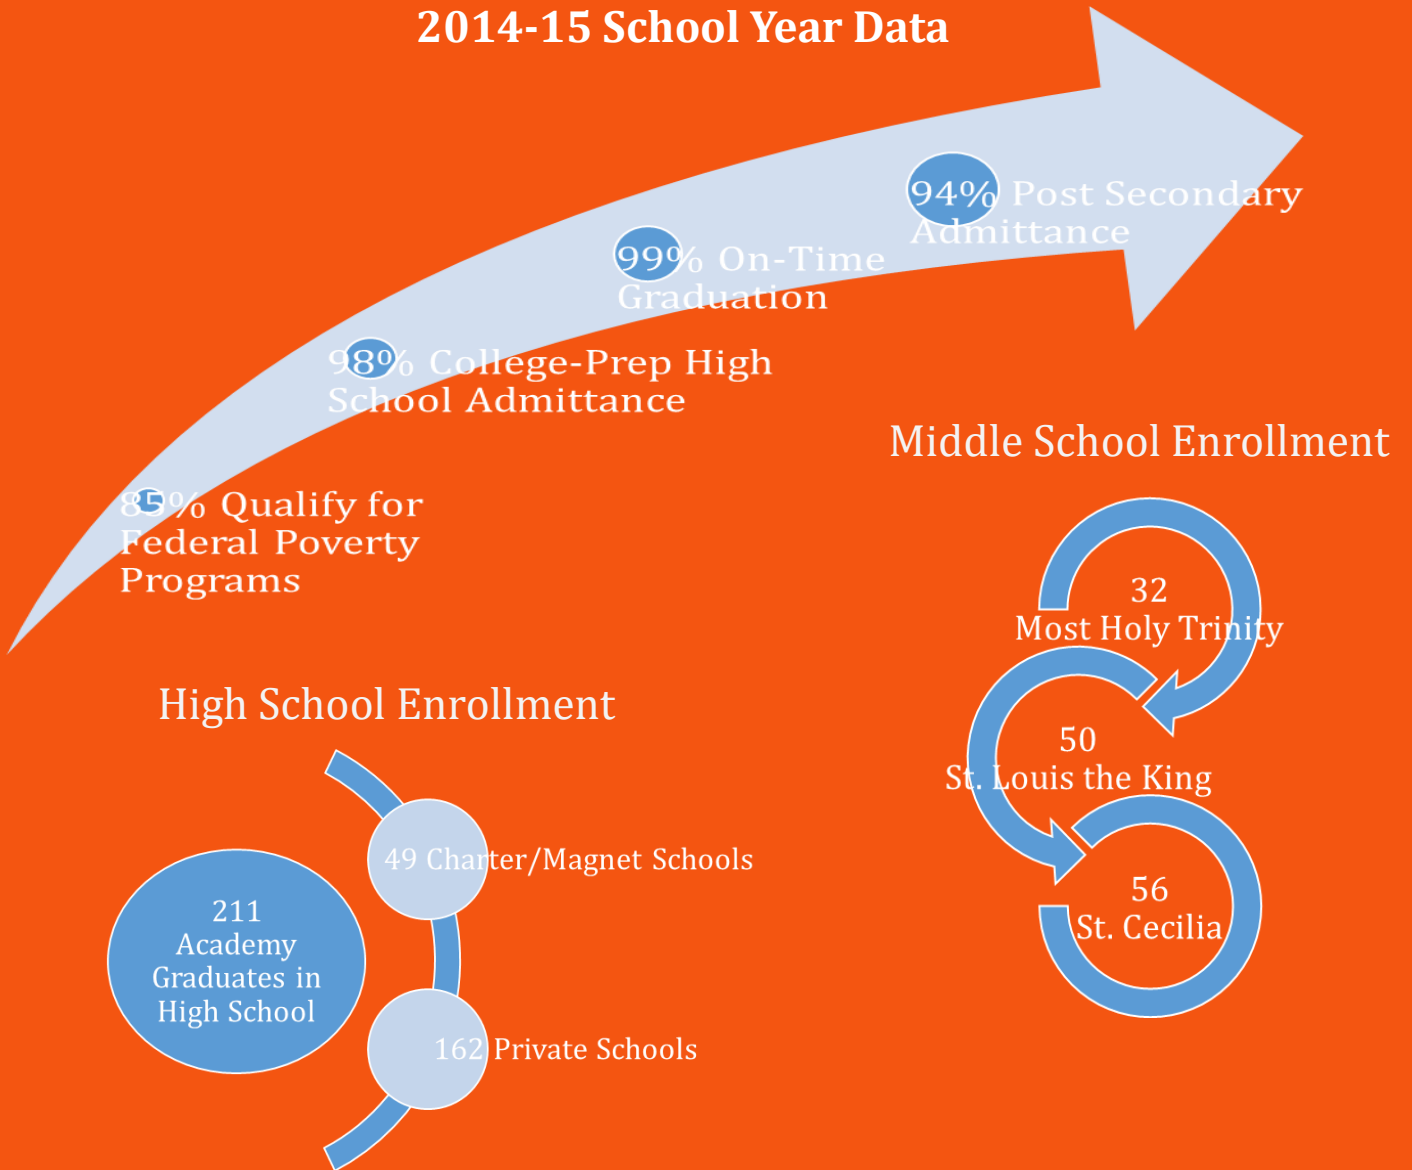 2014-15 School Year Data
94% Post Secondary
Admittance
99% On-Time
Graduation
98% College-Prep High
School Admittance
85% Qualify for
Federal Poverty
Programs
Middle School Enrollment
32
Most Holy Trinity
50
St. Louis the King
56
St. Cecilia
High School Enrollment
211
Academy
Graduates in
High School
49 Charter/Magnet Schools
162 Private Schools